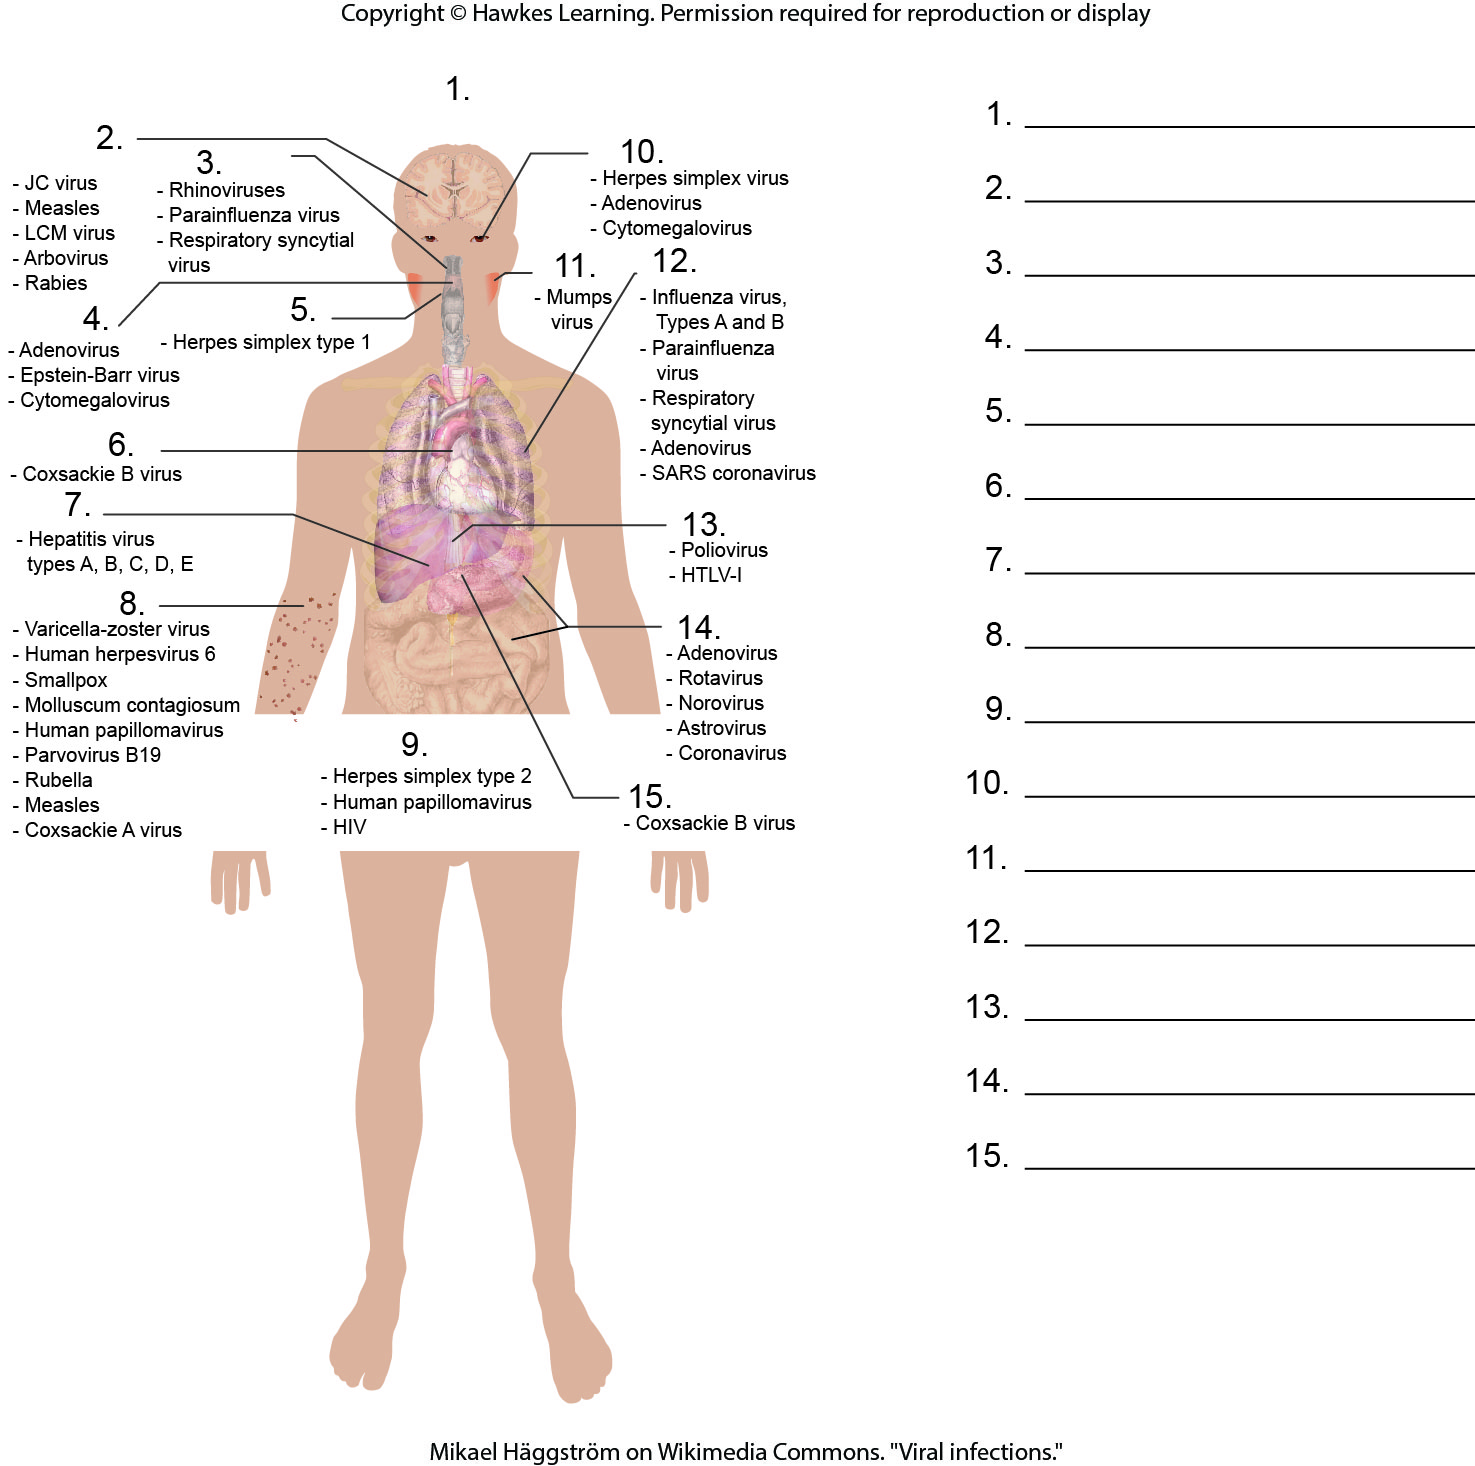 Copyright © Hawkes Learning. Permission required for reproduction or display
1.
2.
- JC virus
- Measles
- LCM virus
- Arbovirus
- Rabies
3.
- Rhinoviruses
- Parainfluenza virus
- Respiratory syncytial
virus
4.
- Adenovirus
- Epstein-Barr virus
- Cytomegalovirus
5.
- Herpes simplex type 1
6.
- Coxsackie B virus
7.
- Hepatitis virus
types A, B, C, D, E
8.
- Varicella-zoster virus
- Human herpesvirus 6
- Smallpox
- Molluscum contagiosum
- Human papillomavirus
- Parvovirus B19
- Rubella
- Measles
- Coxsackie A virus
9.
- Herpes simplex type 2
- Human papillomavirus
- HIV
10.
- Herpes simplex virus
- Adenovirus
- Cytomegalovirus
11.
- Mumps
virus
12.
- Influenza virus,
Types A and B
- Parainfluenza
virus
- Respiratory
syncytial virus
- Adenovirus
- SARS coronavirus
13.
- Poliovirus
- HTLV-I
14.
- Adenovirus
- Rotavirus
- Norovirus
- Astrovirus
- Coronavirus
15.
- Coxsackie B virus
1.
2.
3.
4.
5.
6.
7.
8.
9.
10.
11.
12.
13.
14.
15.
Mikael Häggström on Wikimedia Commons. "Viral infections."